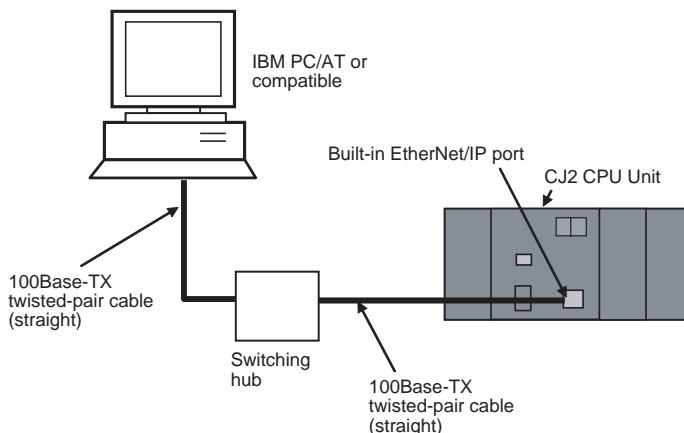 IBM PC/AT or
compatible
Built-in EtherNet/IP port
CJ2 CPU Unit
100Base-TX
twisted-pair cable
(straight)
Switching
hub
100Base-TX
twisted-pair cable
(straight)